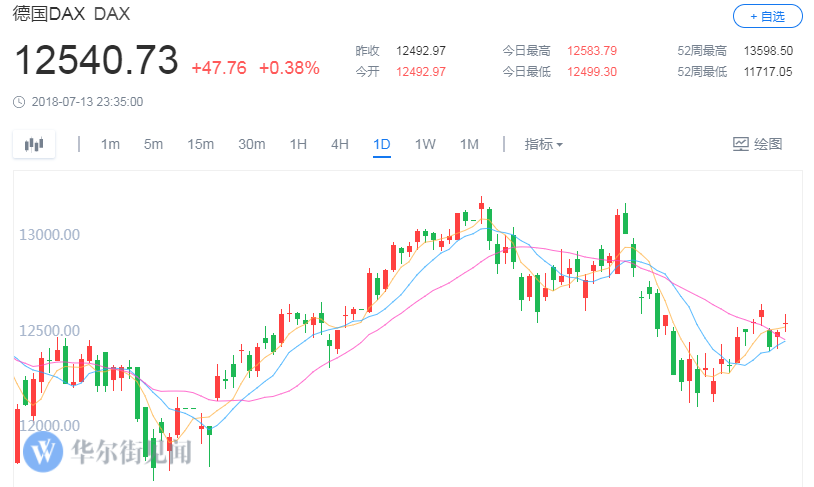 德国DAX DAX
+ 自选
12540.73 +47.76 +0.38%
昨收 12492.97 今日最高 12583.79 52周最高 13598.50
今开 12492.97 今日最低 12499.30 52周最低 11717.05
2018-07-13 23:35:00
1m 5m 15m 30m 1H 4H 1D 1W 1M 指标 绘图
13000.00
12500.00
12000.00
W 华尔街见闻